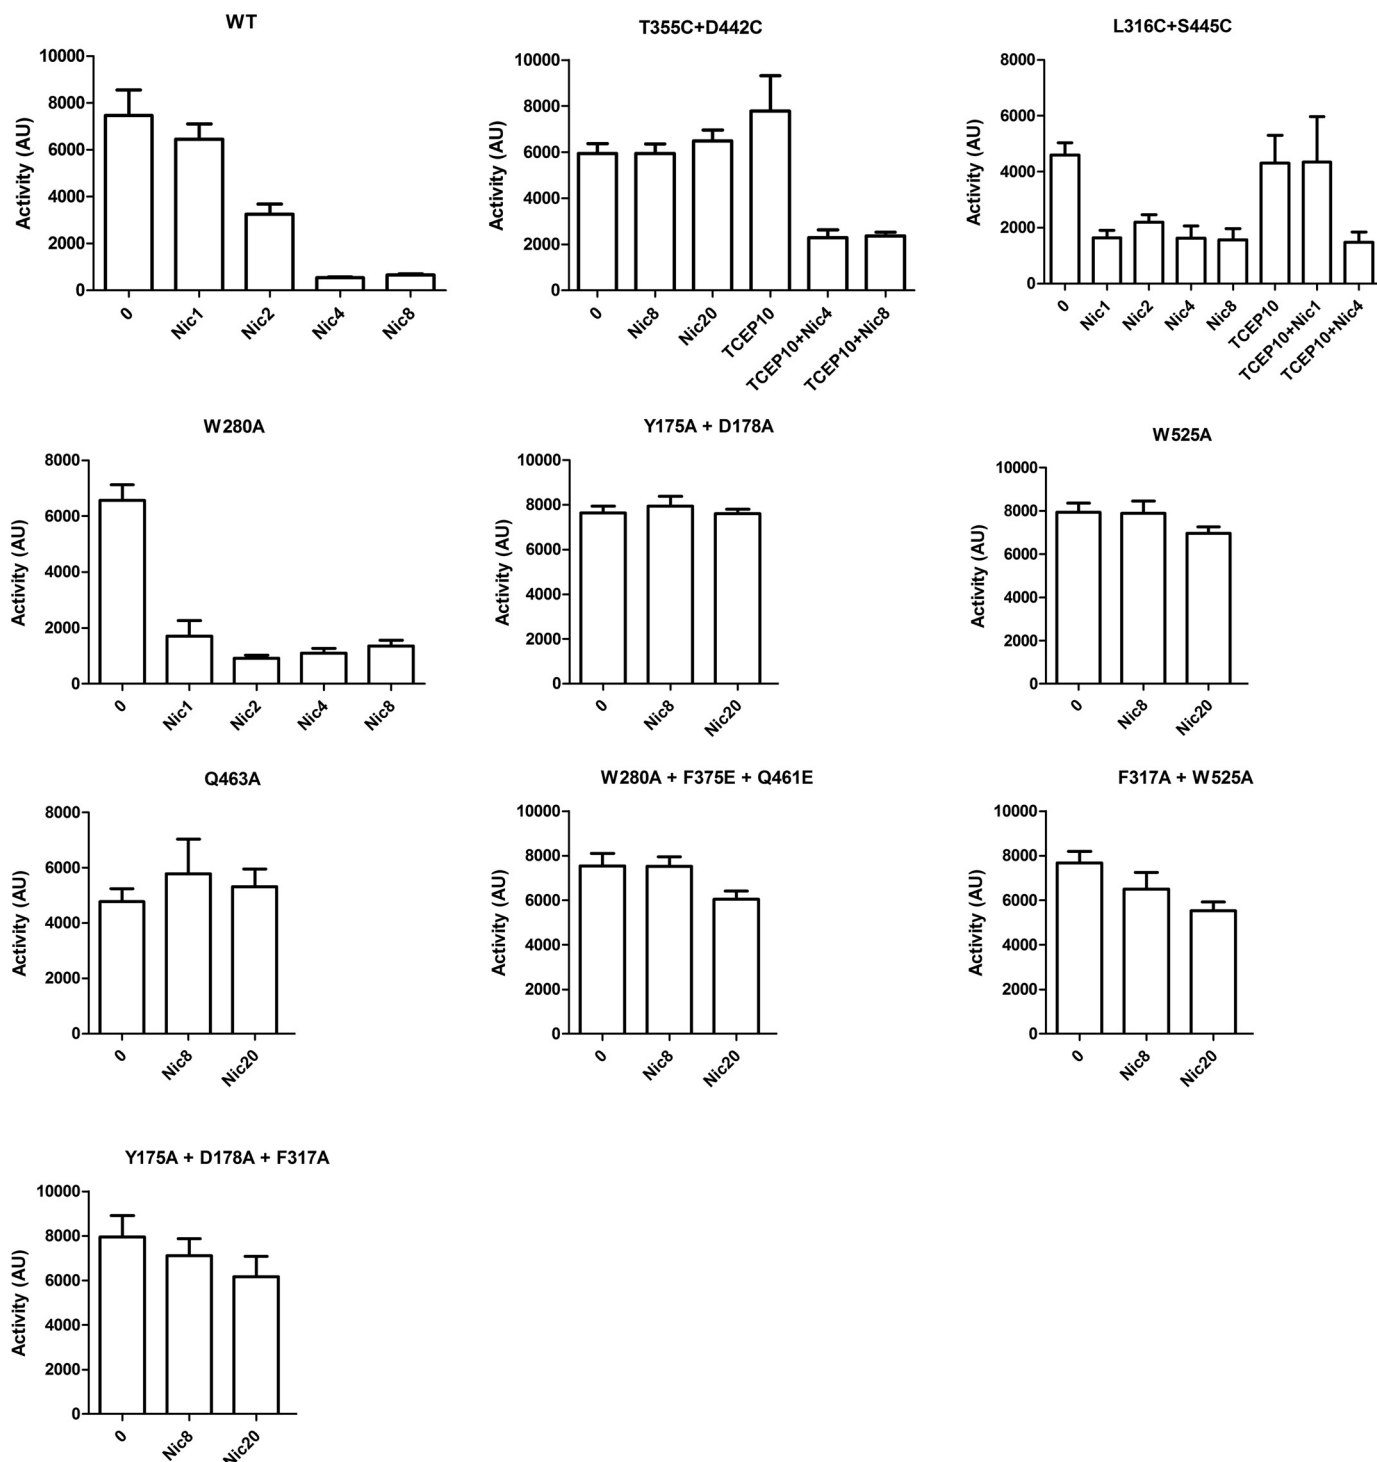 WT
Activity (AU)
10000
8000
6000
4000
2000
0
0
Nic1
Nic2
Nic4
Nic8
T355C+D442C
Activity (AU)
10000
8000
6000
4000
2000
0
0
Nic8
Nic20
TCEP10
TCEP10+Nic4
TCEP10+Nic8
L316C+S445C
Activity (AU)
8000
6000
4000
2000
0
0
Nic1
Nic2
Nic4
Nic8
TCEP10
TCEP10+Nic1
TCEP10+Nic4
W280A
Activity (AU)
8000
6000
4000
2000
0
0
Nic1
Nic2
Nic4
Nic8
Y175A + D178A
Activity (AU)
10000
8000
6000
4000
2000
0
0
Nic8
Nic20
W525A
Activity (AU)
10000
8000
6000
4000
2000
0
0
Nic8
Nic20
Q463A
Activity (AU)
8000
6000
4000
2000
0
0
Nic8
Nic20
W280A + F375E + Q461E
Activity (AU)
10000
8000
6000
4000
2000
0
0
Nic8
Nic20
F317A + W525A
Activity (AU)
10000
8000
6000
4000
2000
0
0
Nic8
Nic20
Y175A + D178A + F317A
Activity (AU)
10000
8000
6000
4000
2000
0
0
Nic8
Nic20